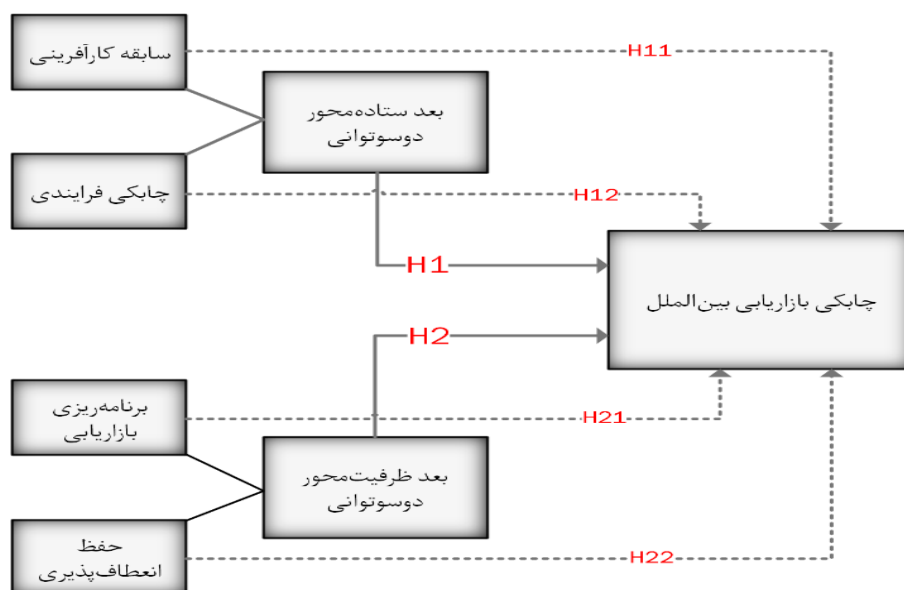 سابقه کارآفرینی
H11
بعد ستاده‌محور
دوسوتوانی
چابکی فرایندی
H12
H1
چابکی بازاریابی بین‌الملل
H2
برنامه‌ریزی
بازاریابی
H21
بعد ظرفیت‌محور
دوسوتوانی
حفظ
انعطاف‌پذیری
H22